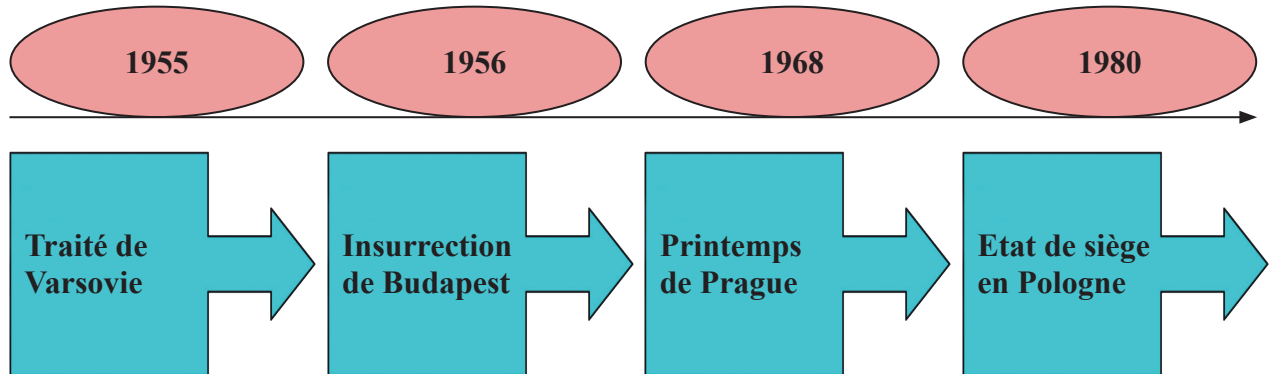 1955
1956
1968
1980
Traité de
Varsovie
Insurrection
de Budapest
Printemps
de Prague
Etat de siège
en Pologne